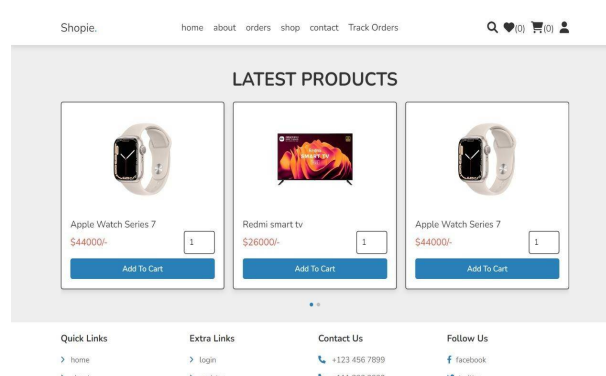 Shopie. home about orders shop contact Track Orders (0) (0)
LATEST PRODUCTS
SMART TV
Apple Watch Series 7 Redmi smart tv Apple Watch Series 7
$44000/- 1 $26000/- 1 $44000/- 1
Add To Cart Add To Cart Add To Cart
Quick Links Extra Links Contact Us Follow Us
home login +123 456 7899 facebook